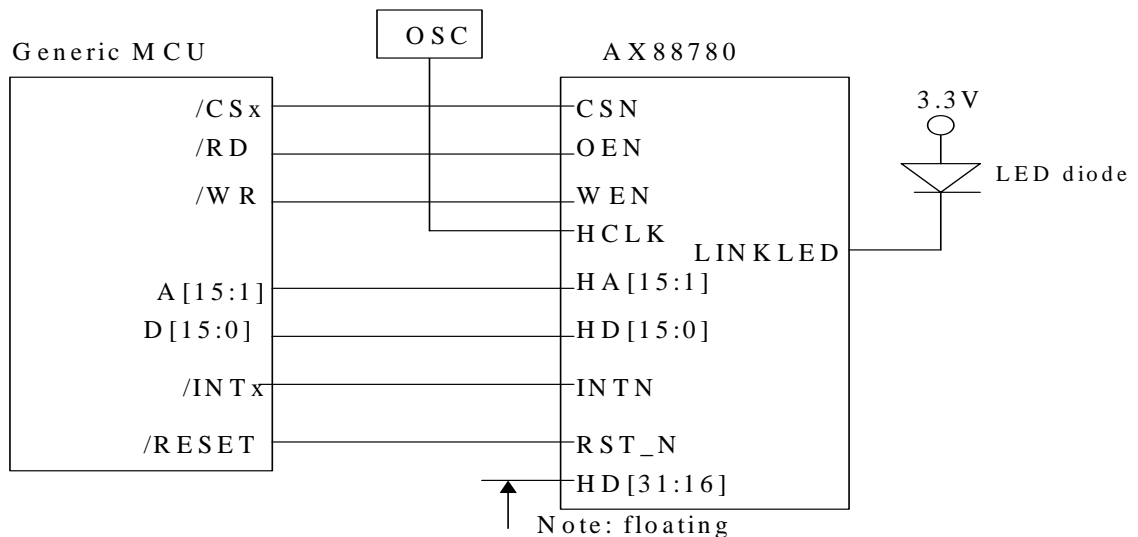 OSC
Generic MCU
AX88780
/CSx
CSN
3.3V
/RD
OEN
LED diode
/WR
WEN
HCLK
LINKLED
A[15:1]
HA[15:1]
D[15:0]
HD[15:0]
/INTx
INTN
/RESET
RST_N
HD[31:16]
Note: floating